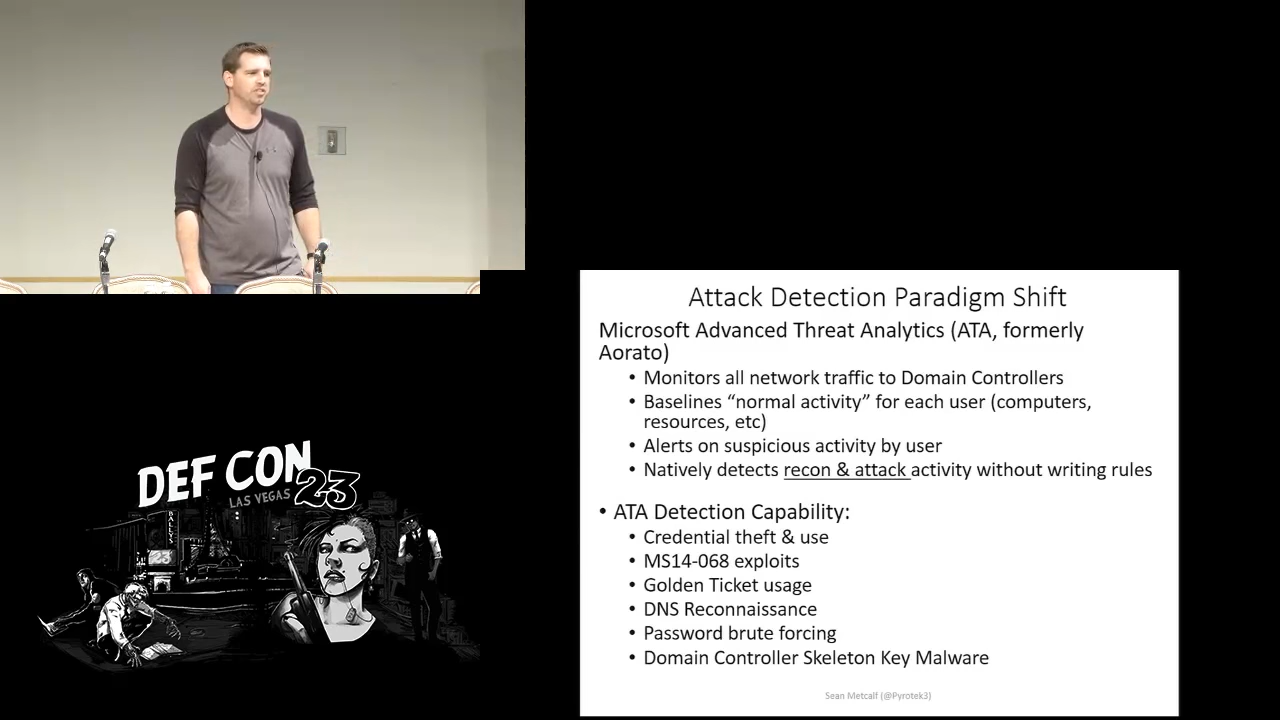 Attack Detection Paradigm Shift
Microsoft Advanced Threat Analytics (ATA, formerly
Aorato)
• Monitors all network traffic to Domain Controllers
• Baselines “normal activity” for each user (computers,
resources, etc)
• Alerts on suspicious activity by user
• Natively detects recon & attack activity without writing rules
• ATA Detection Capability:
• Credential theft & use
• MS14-068 exploits
• Golden Ticket usage
• DNS Reconnaissance
• Password brute forcing
• Domain Controller Skeleton Key Malware
Sean Metcalf (@Pyrotek3)
DEF CON
LAS VEGAS 23
BALLYS
23